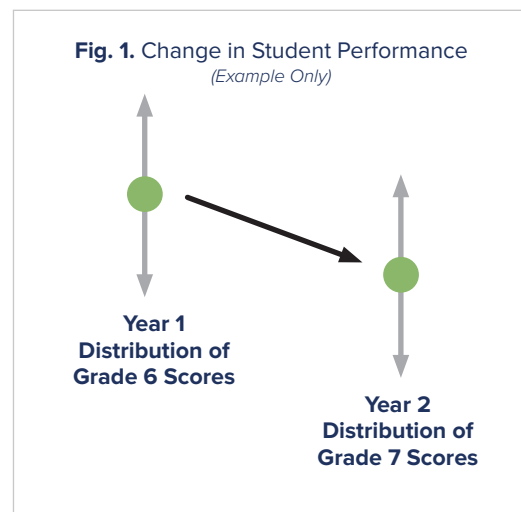 Fig. 1. Change in Student Performance
(Example Only)
Year 1
Distribution of
Grade 6 Scores
Year 2
Distribution of
Grade 7 Scores